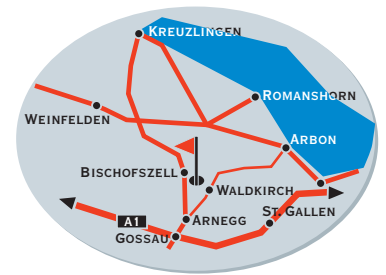 KREUZLINGEN
ROMANSHORN
WEINFELDEN
ARBON
BISCHOFSZELL
WALDKIRCH
ST. GALLEN
A1
ARNEGG
GOSSAU